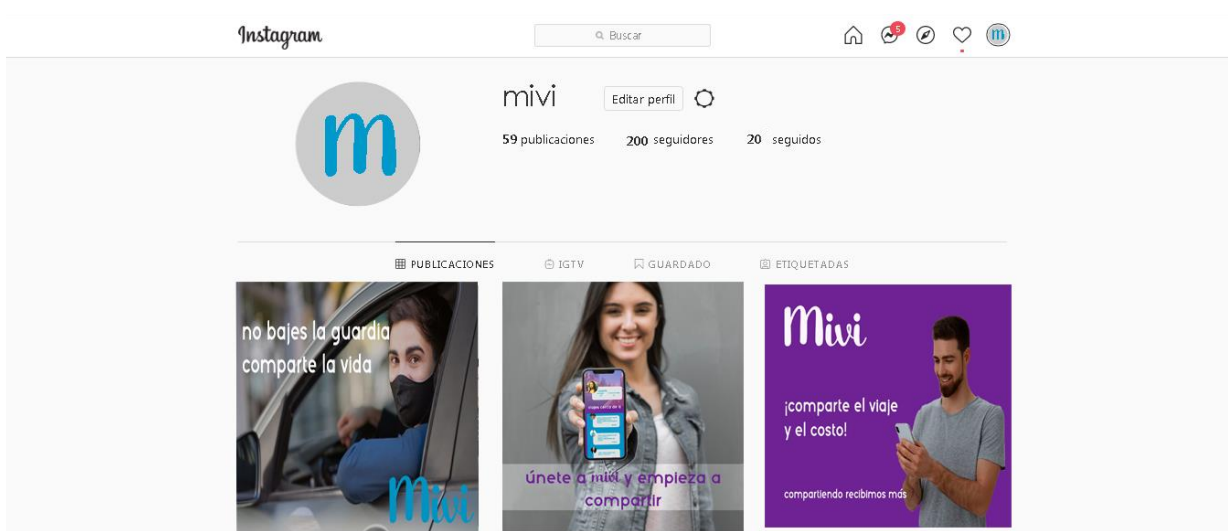 Instagram
Buscar
5
m
m
mivi
Editar perfil
59 publicaciones
200 seguidores
20 seguidos
PUBLICACIONES
IGTV
GUARDADO
ETIQUETADAS
no bajes la guardia
comparte la vida
Mivi
únete a mivi y empieza a
compartir
Mivi
¡comparte el viaje
y el costo!
compartiendo recibimos más